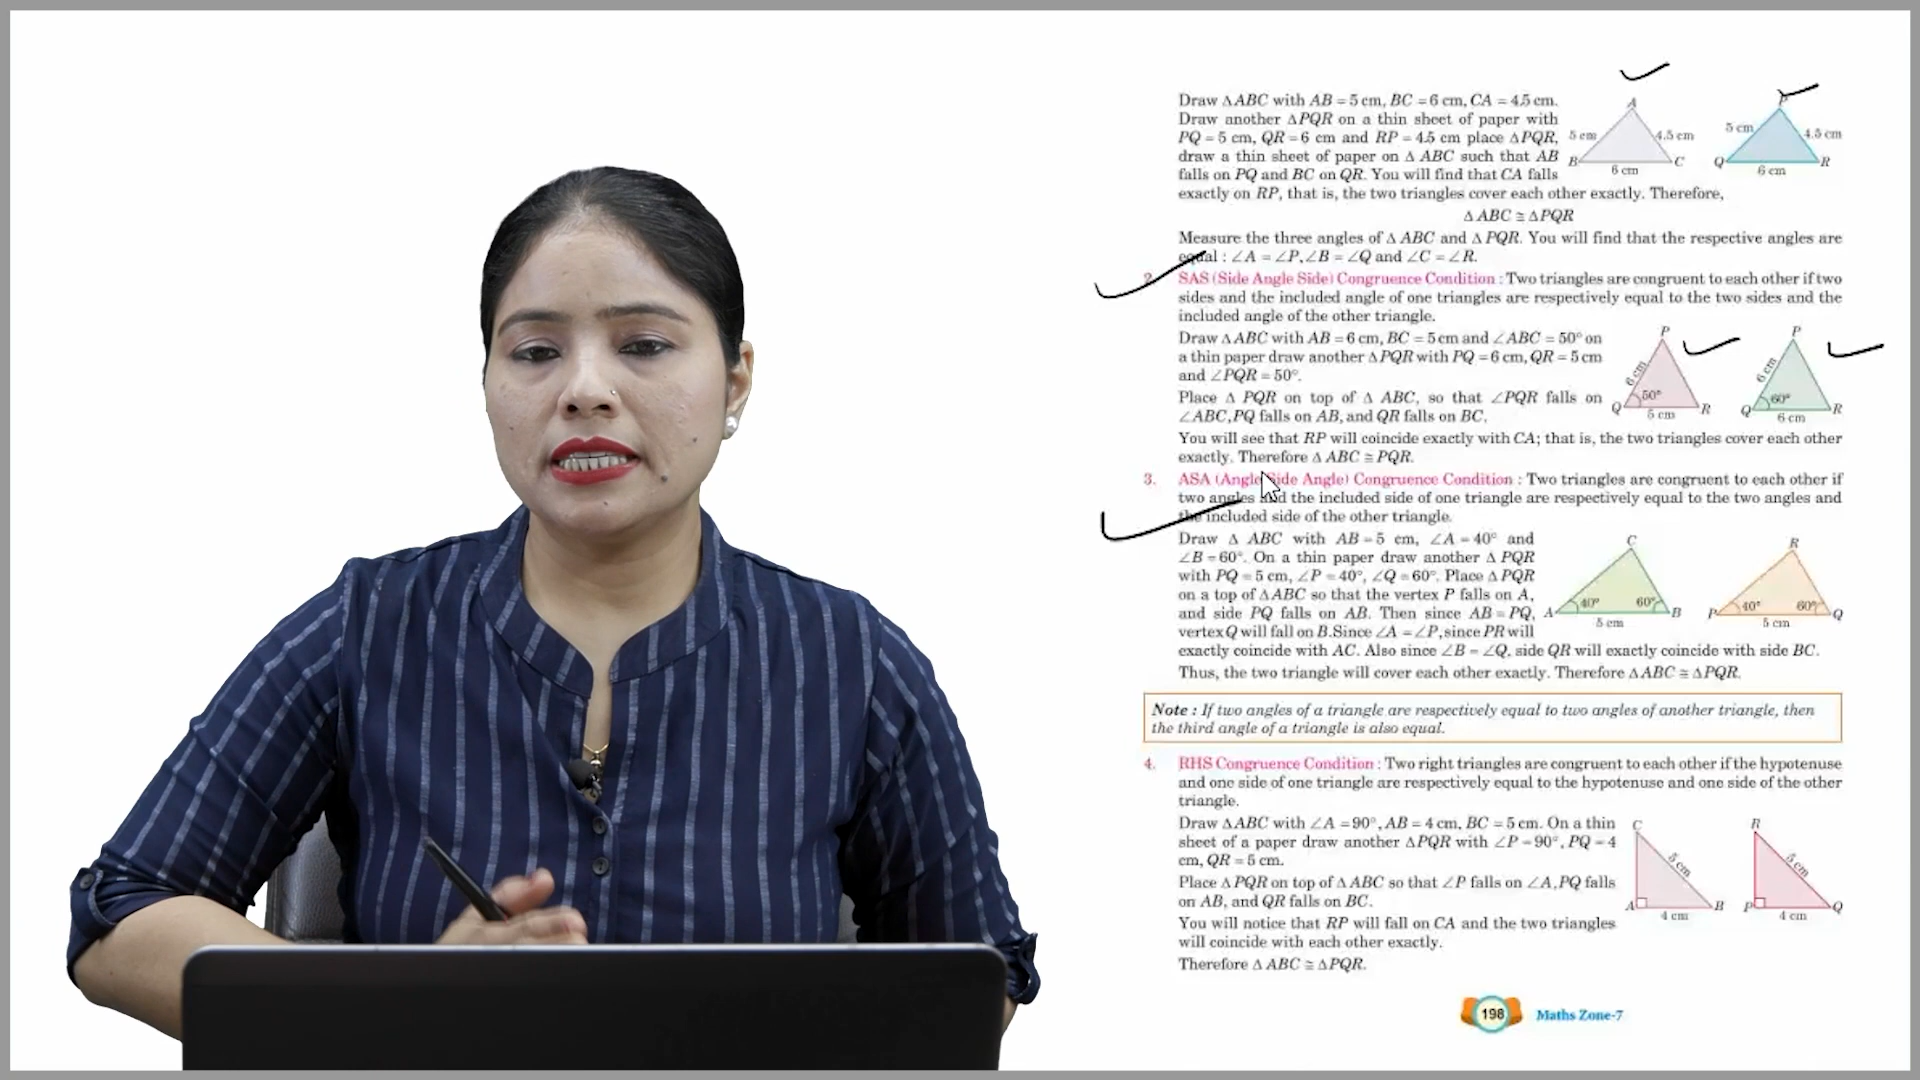 Draw ΔABC with AB = 5 cm, BC = 6 cm, CA = 4.5 cm.
Draw another ΔPQR on a thin sheet of paper with
PQ = 5 cm, QR = 6 cm and RP = 4.5 cm place ΔPQR,
draw a thin sheet of paper on Δ ABC such that AB
falls on PQ and BC on QR. You will find that CA falls
exactly on RP, that is, the two triangles cover each other exactly. Therefore,
A
5 cm
4.5 cm
B
C
6 cm
P
5 cm
4.5 cm
Q
R
6 cm
Δ ABC ≅ ΔPQR
Measure the three angles of Δ ABC and Δ PQR. You will find that the respective angles are
equal : ∠A = ∠P, ∠B = ∠Q and ∠C = ∠R.
2. SAS (Side Angle Side) Congruence Condition : Two triangles are congruent to each other if two
sides and the included angle of one triangles are respectively equal to the two sides and the
included angle of the other triangle.
Draw ΔABC with AB = 6 cm, BC = 5 cm and ∠ABC = 50° on
a thin paper draw another ΔPQR with PQ = 6 cm, QR = 5 cm
and ∠PQR = 50°.
Place Δ PQR on top of Δ ABC, so that ∠PQR falls on
∠ABC, PQ falls on AB, and QR falls on BC.
P
6 cm
50°
Q
R
5 cm
P
6 cm
60°
Q
R
6 cm
You will see that RP will coincide exactly with CA; that is, the two triangles cover each other
exactly. Therefore Δ ABC ≅ PQR.
3. ASA (Angle Side Angle) Congruence Condition : Two triangles are congruent to each other if
two angles and the included side of one triangle are respectively equal to the two angles and
the included side of the other triangle.
Draw Δ ABC with AB = 5 cm, ∠A = 40° and
∠B = 60°. On a thin paper draw another Δ PQR
with PQ = 5 cm, ∠P = 40°, ∠Q = 60°. Place Δ PQR
on a top of ΔABC so that the vertex P falls on A,
and side PQ falls on AB. Then since AB = PQ,
vertex Q will fall on B. Since ∠A = ∠P, since PR will
exactly coincide with AC. Also since ∠B = ∠Q, side QR will exactly coincide with side BC.
C
40°
60°
A
B
5 cm
R
40°
60°
P
Q
5 cm
Thus, the two triangle will cover each other exactly. Therefore Δ ABC ≅ ΔPQR.
Note : If two angles of a triangle are respectively equal to two angles of another triangle, then
the third angle of a triangle is also equal.
4. RHS Congruence Condition : Two right triangles are congruent to each other if the hypotenuse
and one side of one triangle are respectively equal to the hypotenuse and one side of the other
triangle.
Draw ΔABC with ∠A = 90°, AB = 4 cm, BC = 5 cm. On a thin
sheet of a paper draw another ΔPQR with ∠P = 90°, PQ = 4
cm, QR = 5 cm.
Place Δ PQR on top of Δ ABC so that ∠P falls on ∠A, PQ falls
on AB, and QR falls on BC.
You will notice that RP will fall on CA and the two triangles
will coincide with each other exactly.
Therefore Δ ABC ≅ ΔPQR.
C
5 cm
A
B
4 cm
R
5 cm
P
Q
4 cm
198 Maths Zone-7